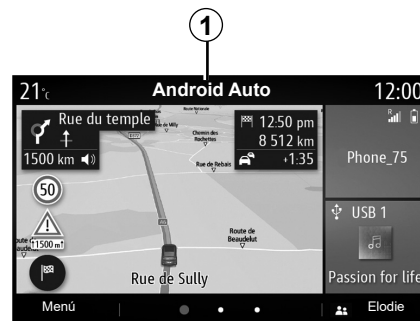 1
21°c
Android Auto
12:00
Rue du temple
1500 km
12:50 pm
8 512 km
+1:35
Chemin des Rochettes
Rue de Rebais
50
1500 m
Route de Beaudelut
Rue de Sully
R
Phone_75
USB 1
Passion for life
Menú
Elodie